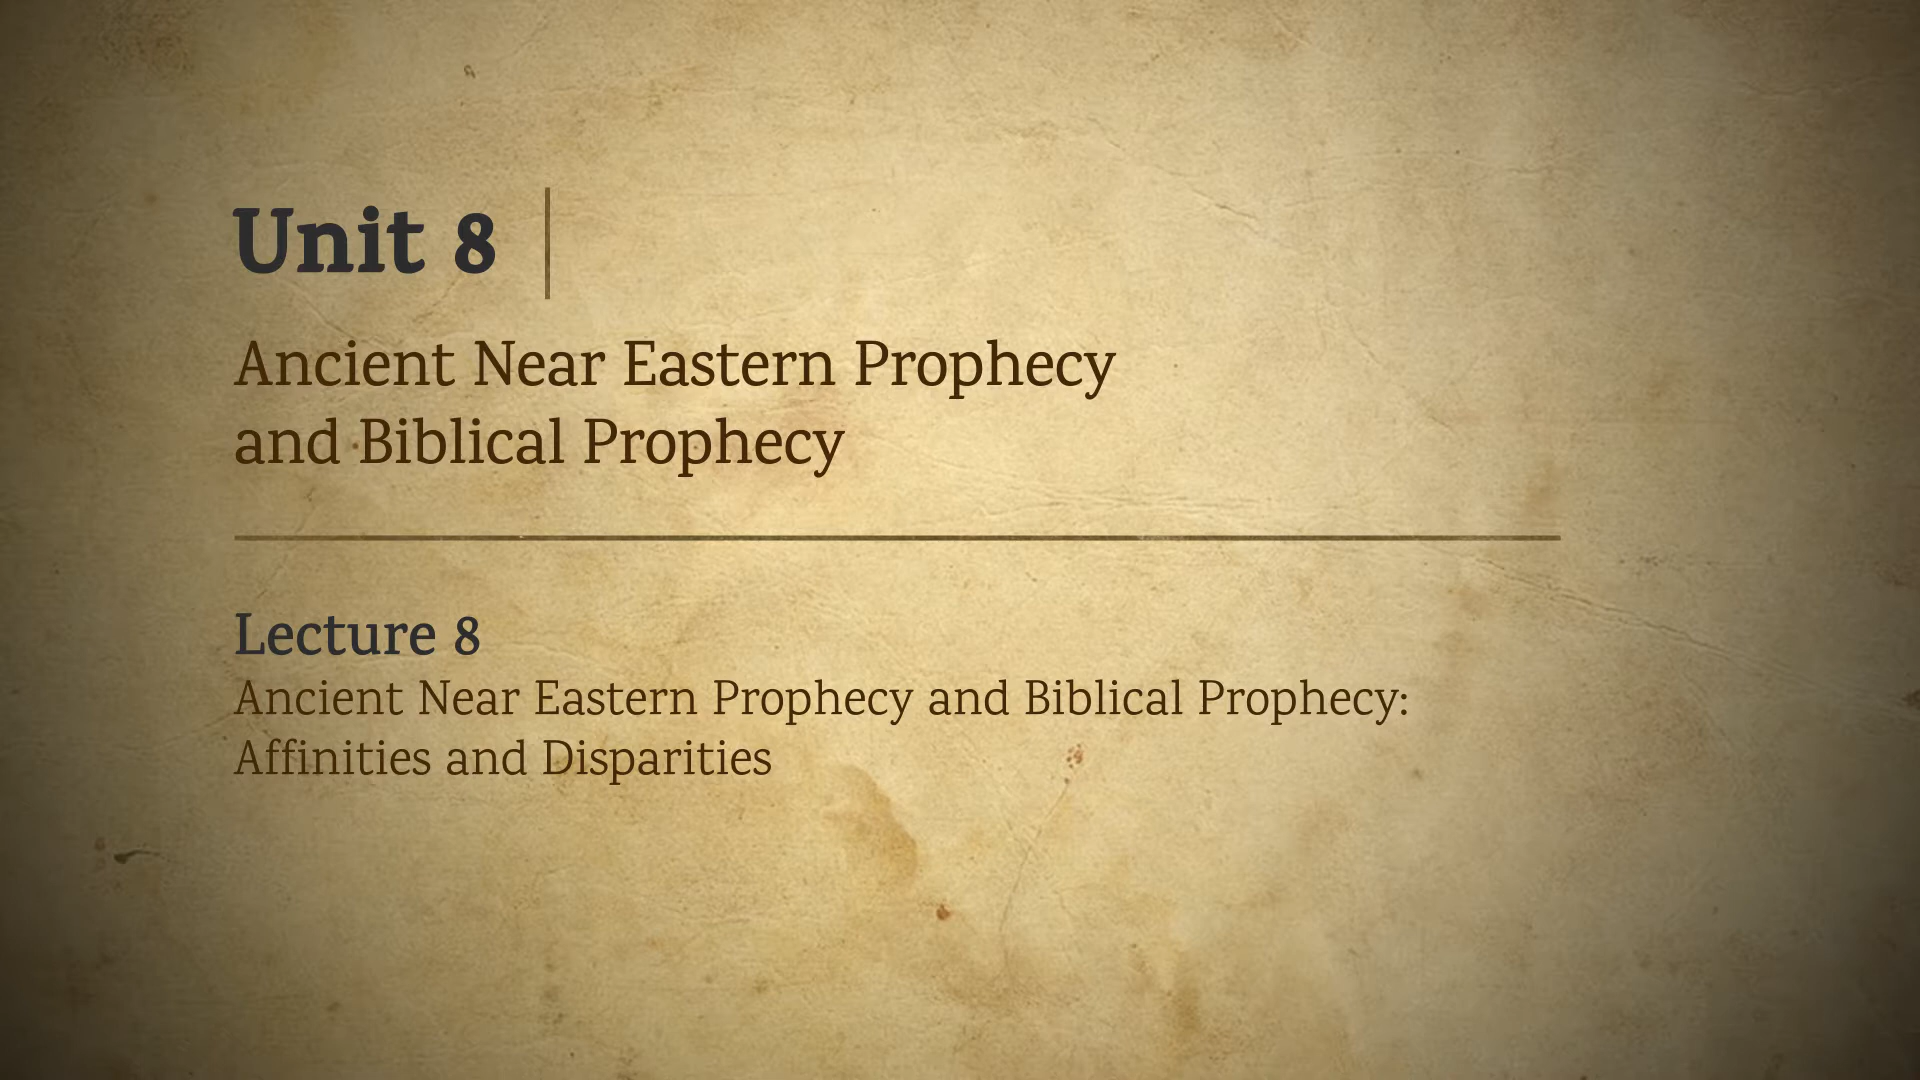 Unit 8
Ancient Near Eastern Prophecy
and Biblical Prophecy
Lecture 8
Ancient Near Eastern Prophecy and Biblical Prophecy:
Affinities and Disparities